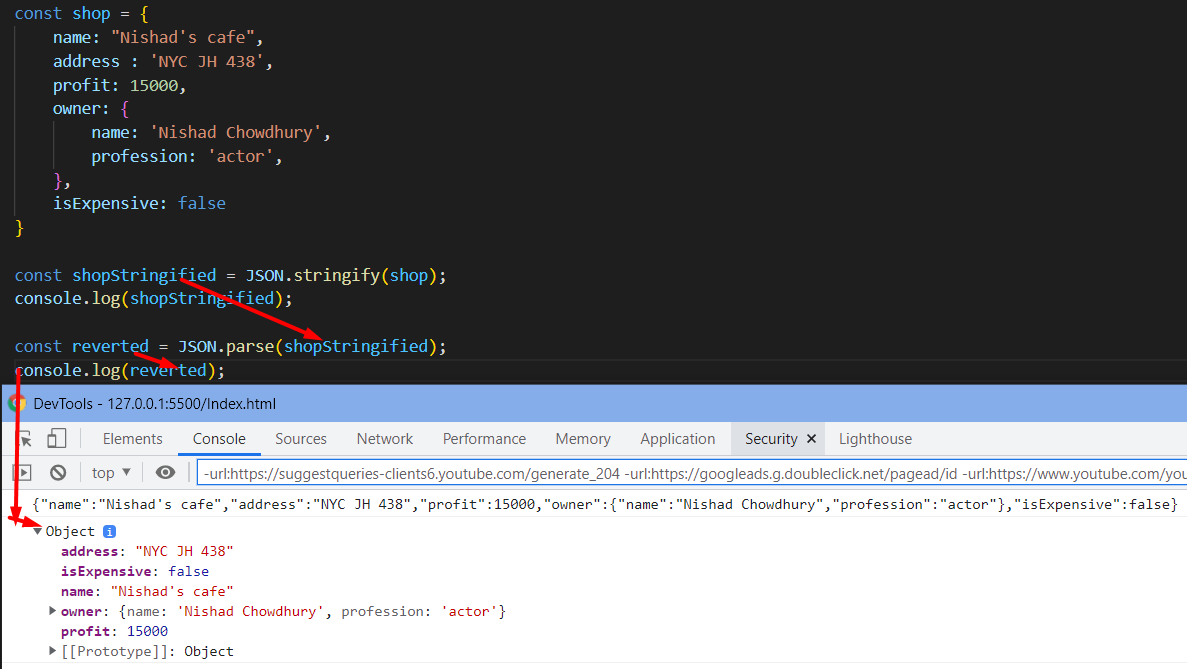 const shop = {
    name: "Nishad's cafe",
    address : 'NYC JH 438',
    profit: 15000,
    owner: {
        name: 'Nishad Chowdhury',
        profession: 'actor',
    },
    isExpensive: false
}
const shopStringified = JSON.stringify(shop);
console.log(shopStringified);
const reverted = JSON.parse(shopStringified);
console.log(reverted);
DevTools - 127.0.0.1:5500/Index.html
Elements Console Sources Network Performance Memory Application Security × Lighthouse
top ▼ -url:https://suggestqueries-clients6.youtube.com/generate_204 -url:https://googleads.g.doubleclick.net/pagead/id -url:https://www.youtube.com/you
{"name":"Nishad's cafe","address":"NYC JH 438","profit":15000,"owner":{"name":"Nishad Chowdhury","profession":"actor"},"isExpensive":false}
▼Object i
address: "NYC JH 438"
isExpensive: false
name: "Nishad's cafe"
▶owner: {name: 'Nishad Chowdhury', profession: 'actor'}
profit: 15000
▶[[Prototype]]: Object